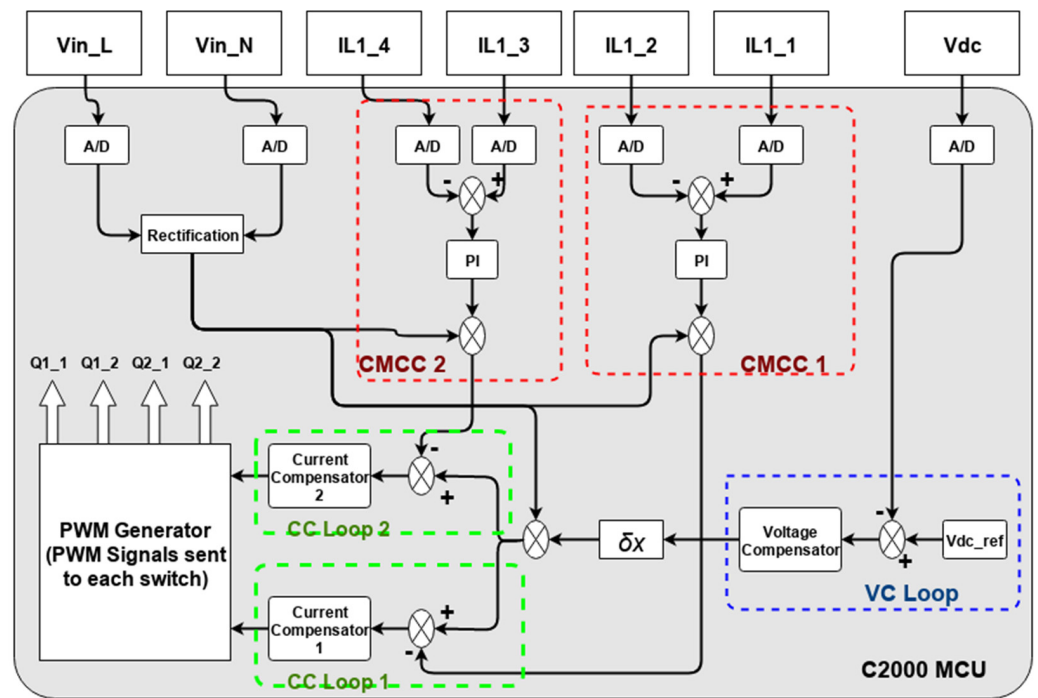 Vin_L
Vin_N
IL1_4
IL1_3
IL1_2
IL1_1
Vdc
A/D
A/D
A/D
A/D
A/D
A/D
A/D
-
+
-
+
Rectification
PI
PI
CMCC 2
CMCC 1
Q1_1
Q1_2
Q2_1
Q2_2
PWM Generator
(PWM Signals sent
to each switch)
Current
Compensator
2
-
+
CC Loop 2
Current
Compensator
1
+
-
CC Loop 1
δx
Voltage
Compensator
-
+
Vdc_ref
VC Loop
C2000 MCU